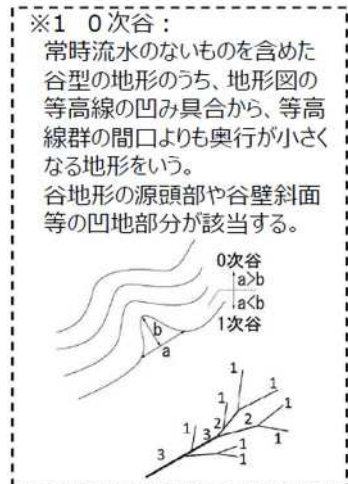 ※1　0次谷：
常時流水のないものを含めた
谷型の地形のうち、地形図の
等高線の凹み具合から、等高
線群の間口よりも奥行が小さく
なる地形をいう。
谷地形の源頭部や谷壁斜面
等の凹地部分が該当する。
0次谷
a>b
a<b
1次谷
b
a
1
1
1
1
2
2
1
3
1
3
1
1